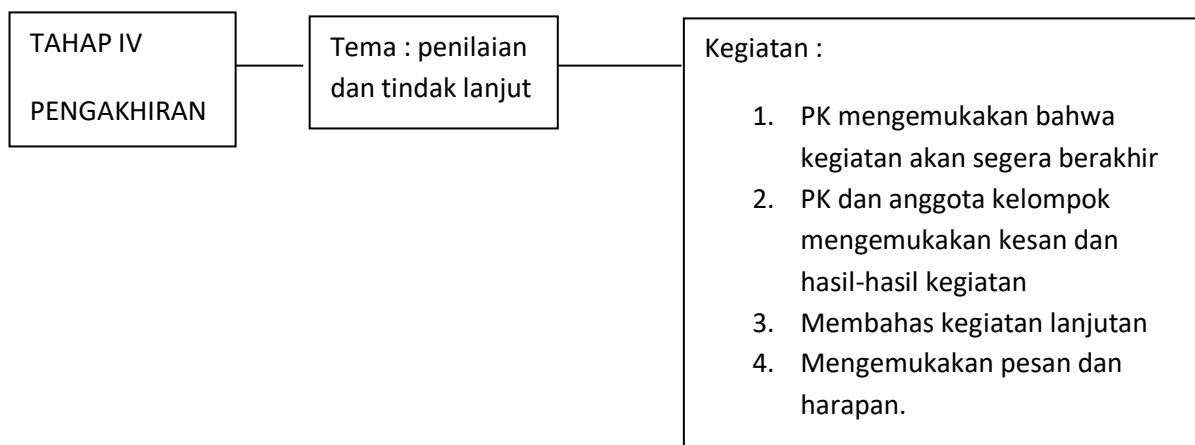 TAHAP IV
PENGAKHIRAN
Tema : penilaian
dan tindak lanjut
Kegiatan :
1. PK mengemukakan bahwa
kegiatan akan segera berakhir
2. PK dan anggota kelompok
mengemukakan kesan dan
hasil-hasil kegiatan
3. Membahas kegiatan lanjutan
4. Mengemukakan pesan dan
harapan.